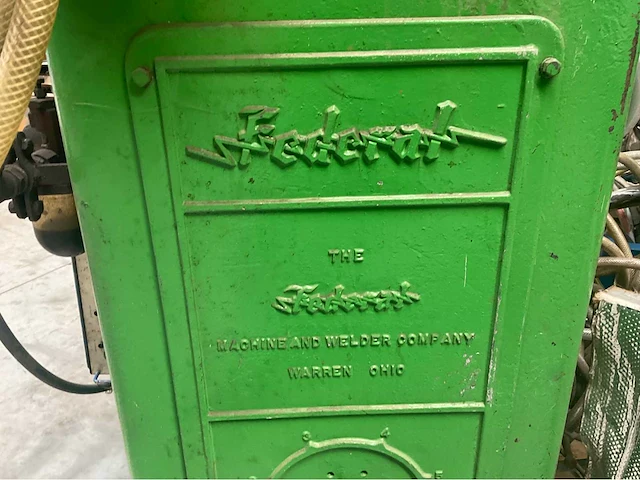 Federal
THE
Federal
MACHINE AND WELDER COMPANY
WARREN OHIO